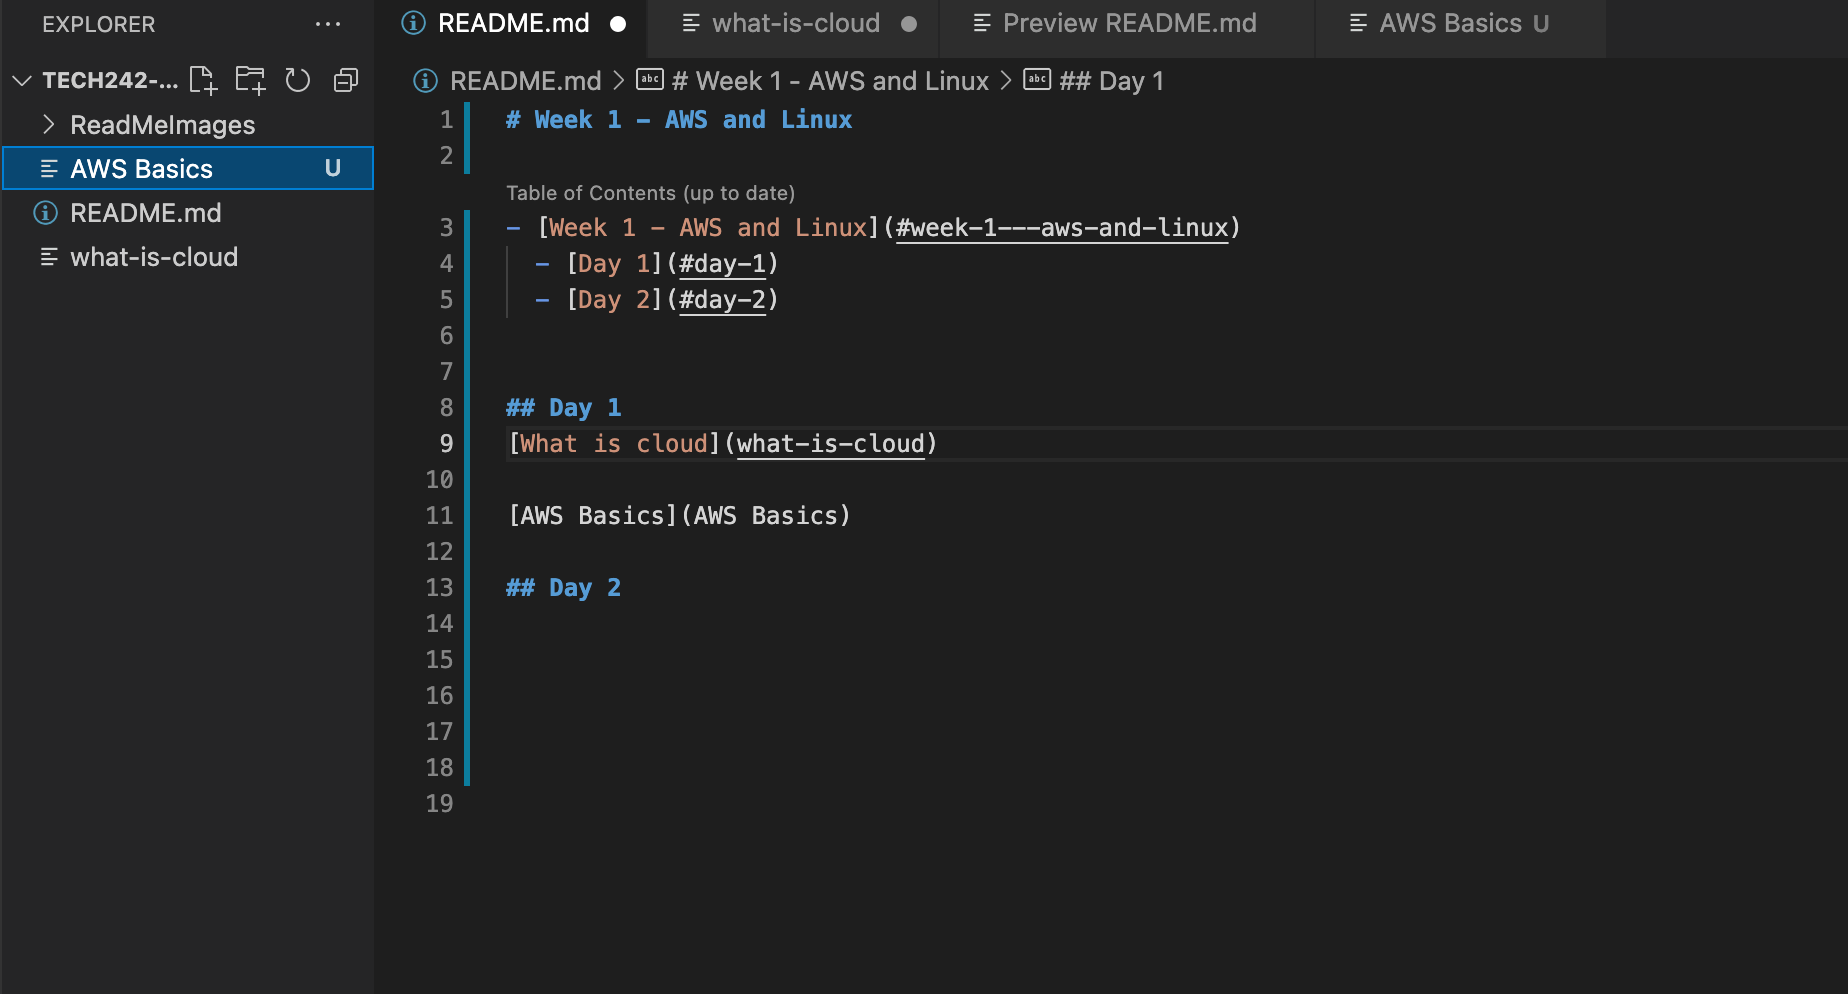 EXPLORER ···
TECH242-...
ReadMeImages
AWS Basics U
README.md
what-is-cloud
README.md
what-is-cloud
Preview README.md
AWS Basics U
README.md > abc # Week 1 - AWS and Linux > abc ## Day 1
1 # Week 1 - AWS and Linux
2
Table of Contents (up to date)
3 - [Week 1 - AWS and Linux](#week-1---aws-and-linux)
4 - [Day 1](#day-1)
5 - [Day 2](#day-2)
6
7
8 ## Day 1
9 [What is cloud](what-is-cloud)
10
11 [AWS Basics](AWS Basics)
12
13 ## Day 2
14
15
16
17
18
19